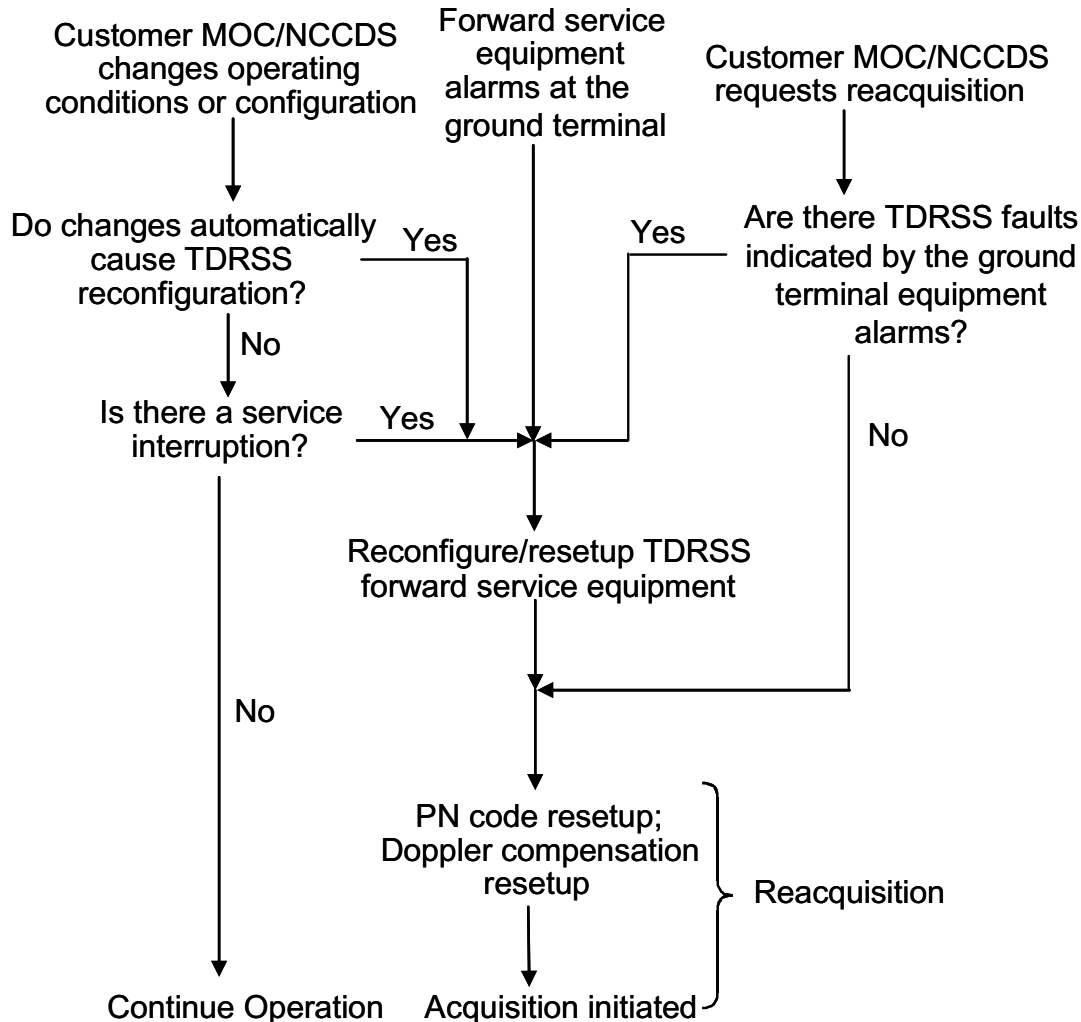 Customer MOC/NCCDS
changes operating
conditions or configuration
Forward service
equipment
alarms at the
ground terminal
Customer MOC/NCCDS
requests reacquisition
Do changes automatically
cause TDRSS
reconfiguration?
Yes
Yes
Are there TDRSS faults
indicated by the ground
terminal equipment
alarms?
No
Is there a service
interruption?
Yes
No
Reconfigure/resetup TDRSS
forward service equipment
No
PN code resetup;
Doppler compensation
resetup
Reacquisition
Continue Operation
Acquisition initiated